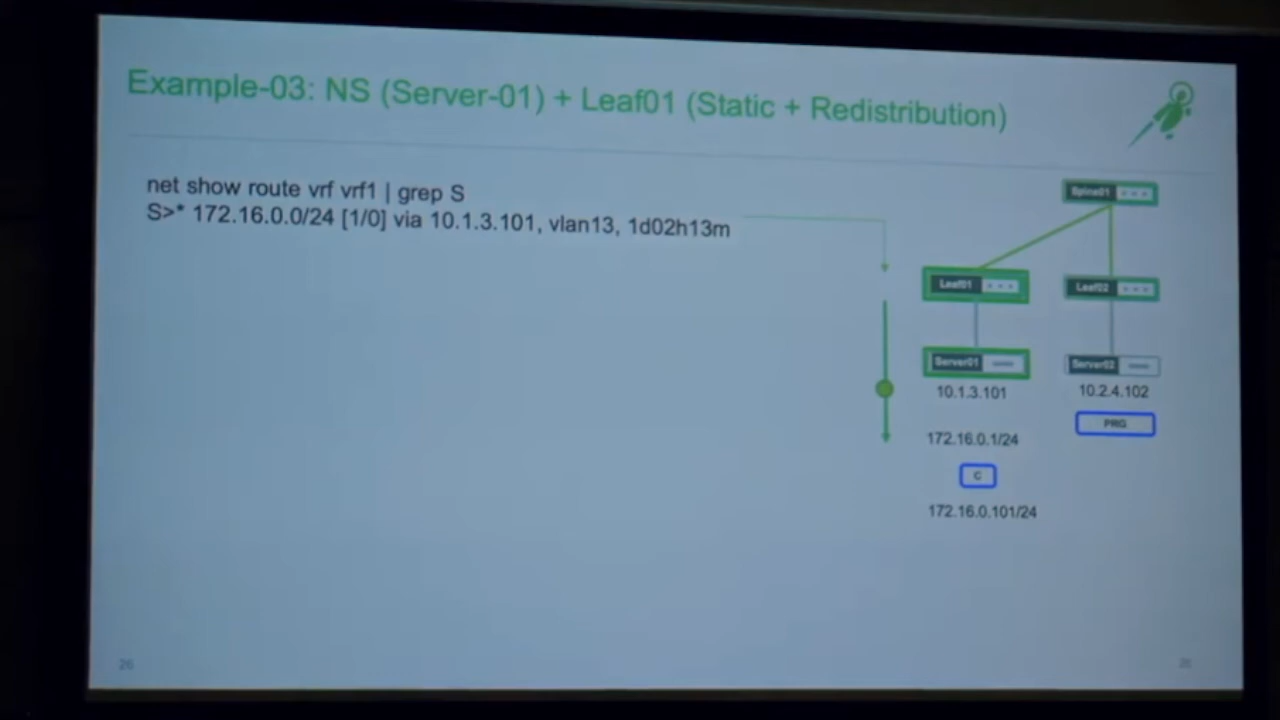 Example-03: NS (Server-01) + Leaf01 (Static + Redistribution)
net show route vrf vrf1 | grep S
S>* 172.16.0.0/24 [1/0] via 10.1.3.101, vlan13, 1d02h13m
Spine01
Leaf01
Leaf02
Server01
Server02
10.1.3.101
10.2.4.102
PRG
172.16.0.1/24
C
172.16.0.101/24
26